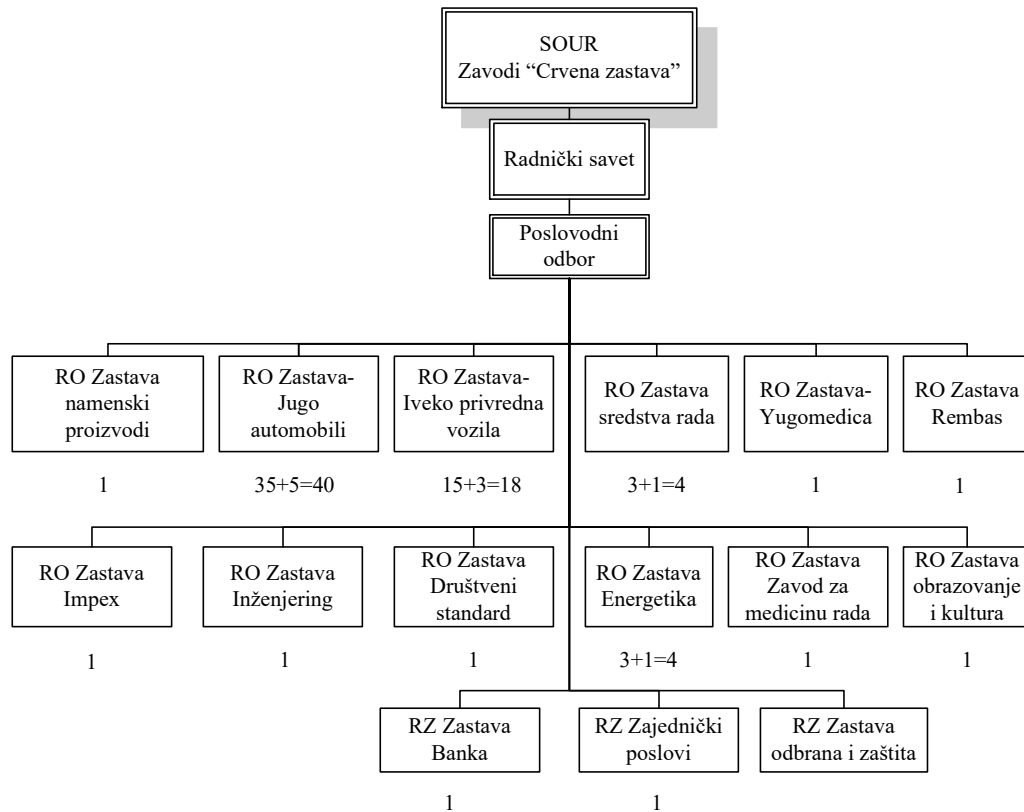 SOUR
Zavodi “Crvena zastava”
Radnički savet
Poslovodni
odbor
RO Zastava
namenski
proizvodi
RO Zastava-
Jugo
automobili
RO Zastava-
Iveko privredna
vozila
RO Zastava
sredstva rada
RO Zastava-
Yugomedica
RO Zastava
Rembas
1
35+5=40
15+3=18
3+1=4
1
1
RO Zastava
Impex
RO Zastava
Inženjering
RO Zastava
Društveni
standard
RO Zastava
Energetika
RO Zastava
Zavod za
medicinu rada
RO Zastava
obrazovanje
i kultura
1
1
1
3+1=4
1
1
RZ Zastava
Banka
RZ Zajednički
poslovi
RZ Zastava
odbrana i zaštita
1
1